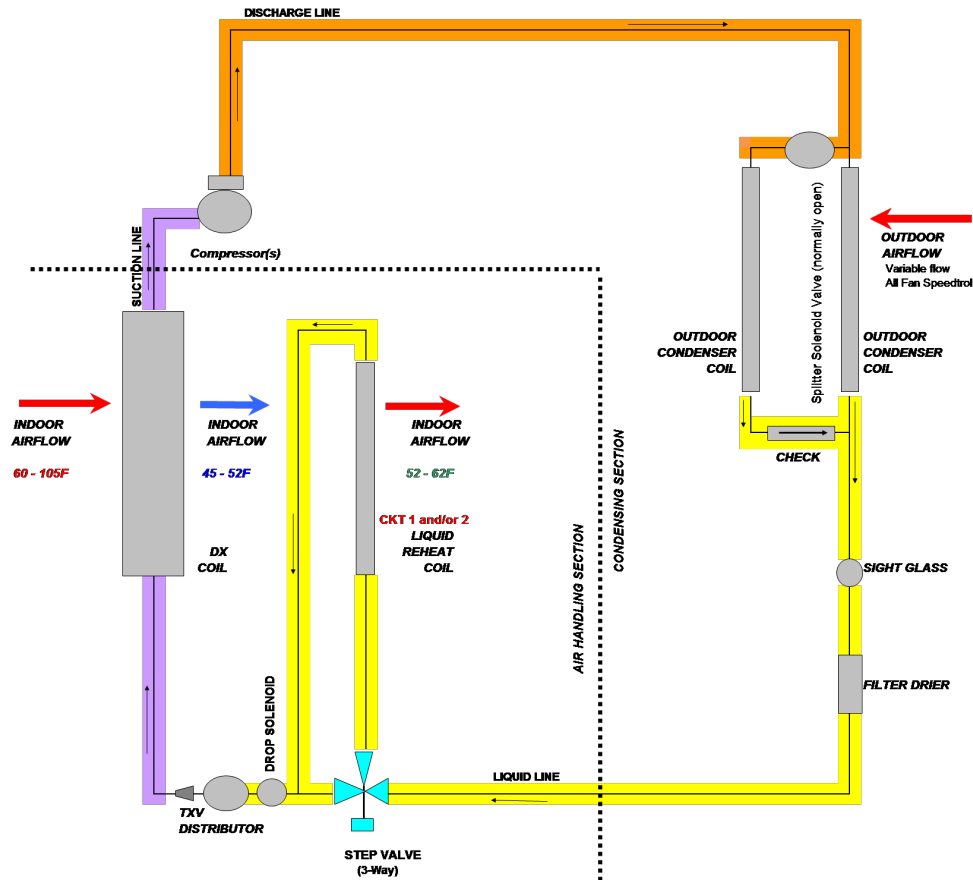 DISCHARGE LINE
SUCTION LINE
Compressor(s)
Splitter Solenoid Valve (normally open)
OUTDOOR
AIRFLOW
Variable flow
All Fan Speedtrol
OUTDOOR
CONDENSER
COIL
OUTDOOR
CONDENSER
COIL
INDOOR
AIRFLOW
60 - 105F
INDOOR
AIRFLOW
45 - 52F
INDOOR
AIRFLOW
52 - 62F
CHECK
CKT 1 and/or 2
LIQUID
REHEAT
COIL
DX
COIL
AIR HANDLING SECTION
CONDENSING SECTION
SIGHT GLASS
FILTER DRIER
DROP SOLENOID
LIQUID LINE
TXV
DISTRIBUTOR
STEP VALVE
(3-Way)